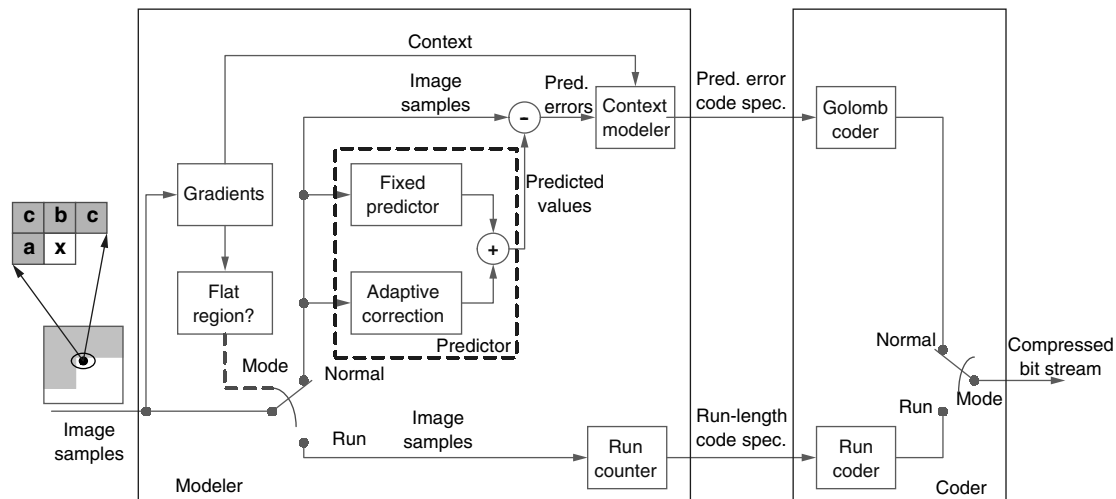 Context
Image
samples
Pred.
errors
Context
modeler
Pred. error
code spec.
Golomb
coder
Gradients
Fixed
predictor
Predicted
values
c b c
a x
+
-
Flat
region?
Adaptive
correction
Predictor
Mode
Normal
Normal
Compressed
bit stream
Mode
Image
samples
Run
Image
samples
Run
counter
Run-length
code spec.
Run
Run
coder
Modeler
Coder